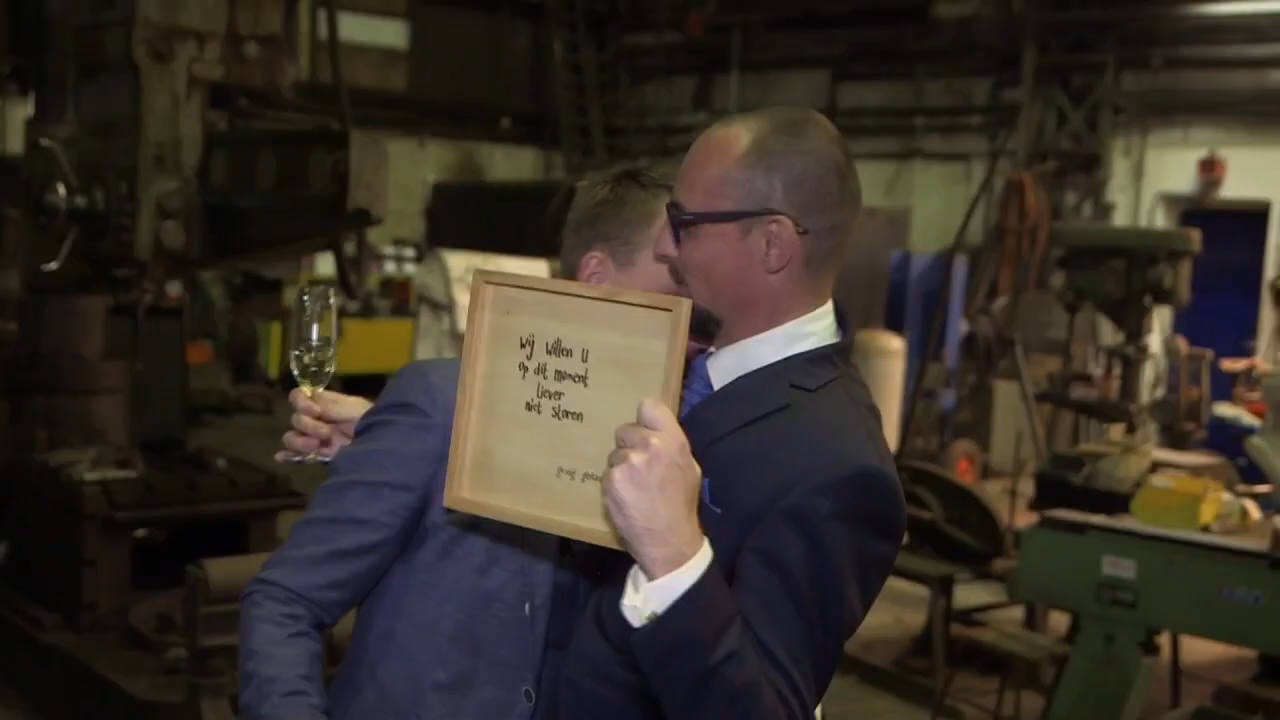 wij willen U
op dit moment
liever
niet storen